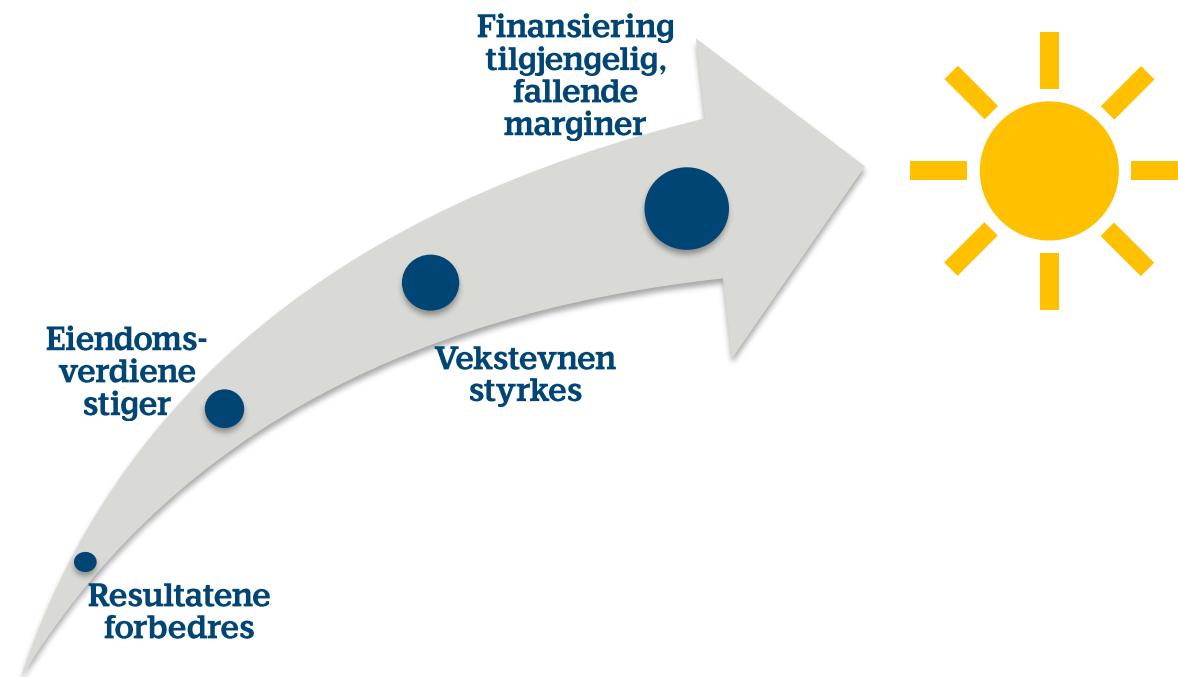 Finansiering
tilgjengelig,
fallende
marginer
Eiendoms-
verdiene
stiger
Vekstevnen
styrkes
Resultatene
forbedres